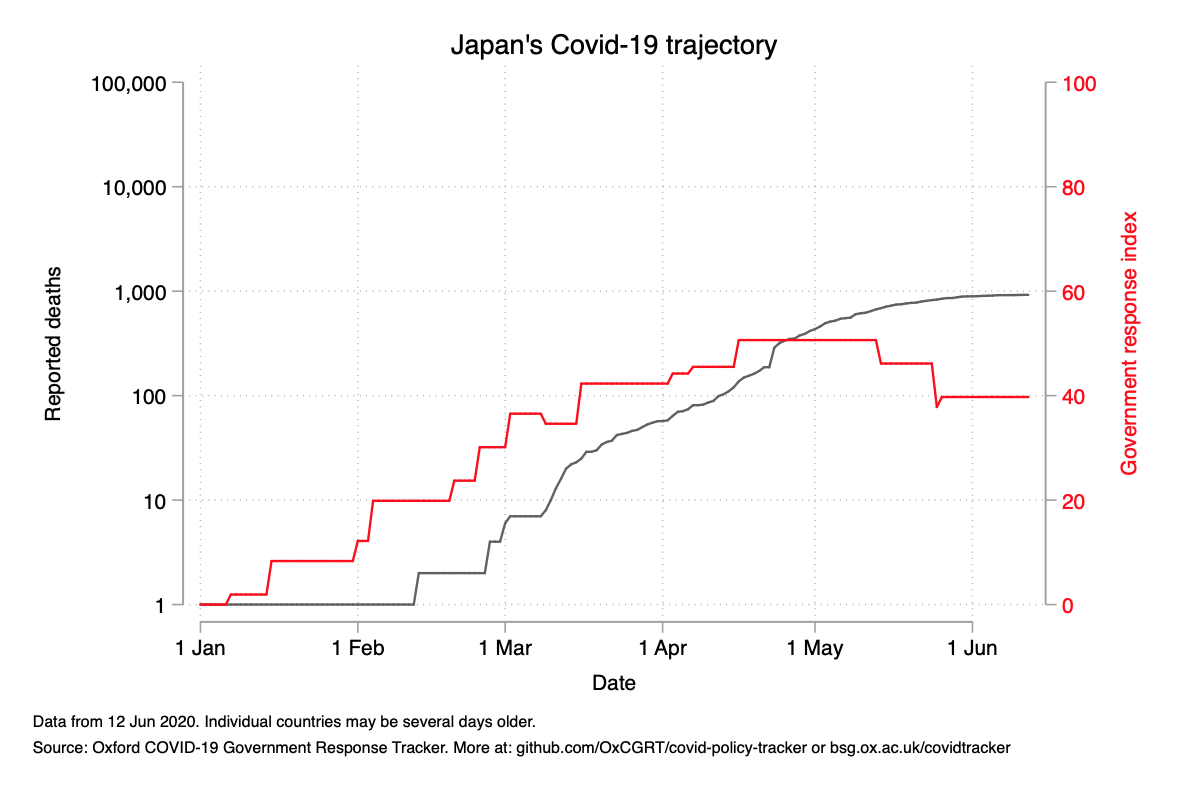 Japan's Covid-19 trajectory
100,000
10,000
1,000
100
10
1
Reported deaths
100
80
60
40
20
0
Government response index
1 Jan 1 Feb 1 Mar 1 Apr 1 May 1 Jun
Date
Data from 12 Jun 2020. Individual countries may be several days older.
Source: Oxford COVID-19 Government Response Tracker. More at: github.com/OxCGRT/covid-policy-tracker or bsg.ox.ac.uk/covidtracker